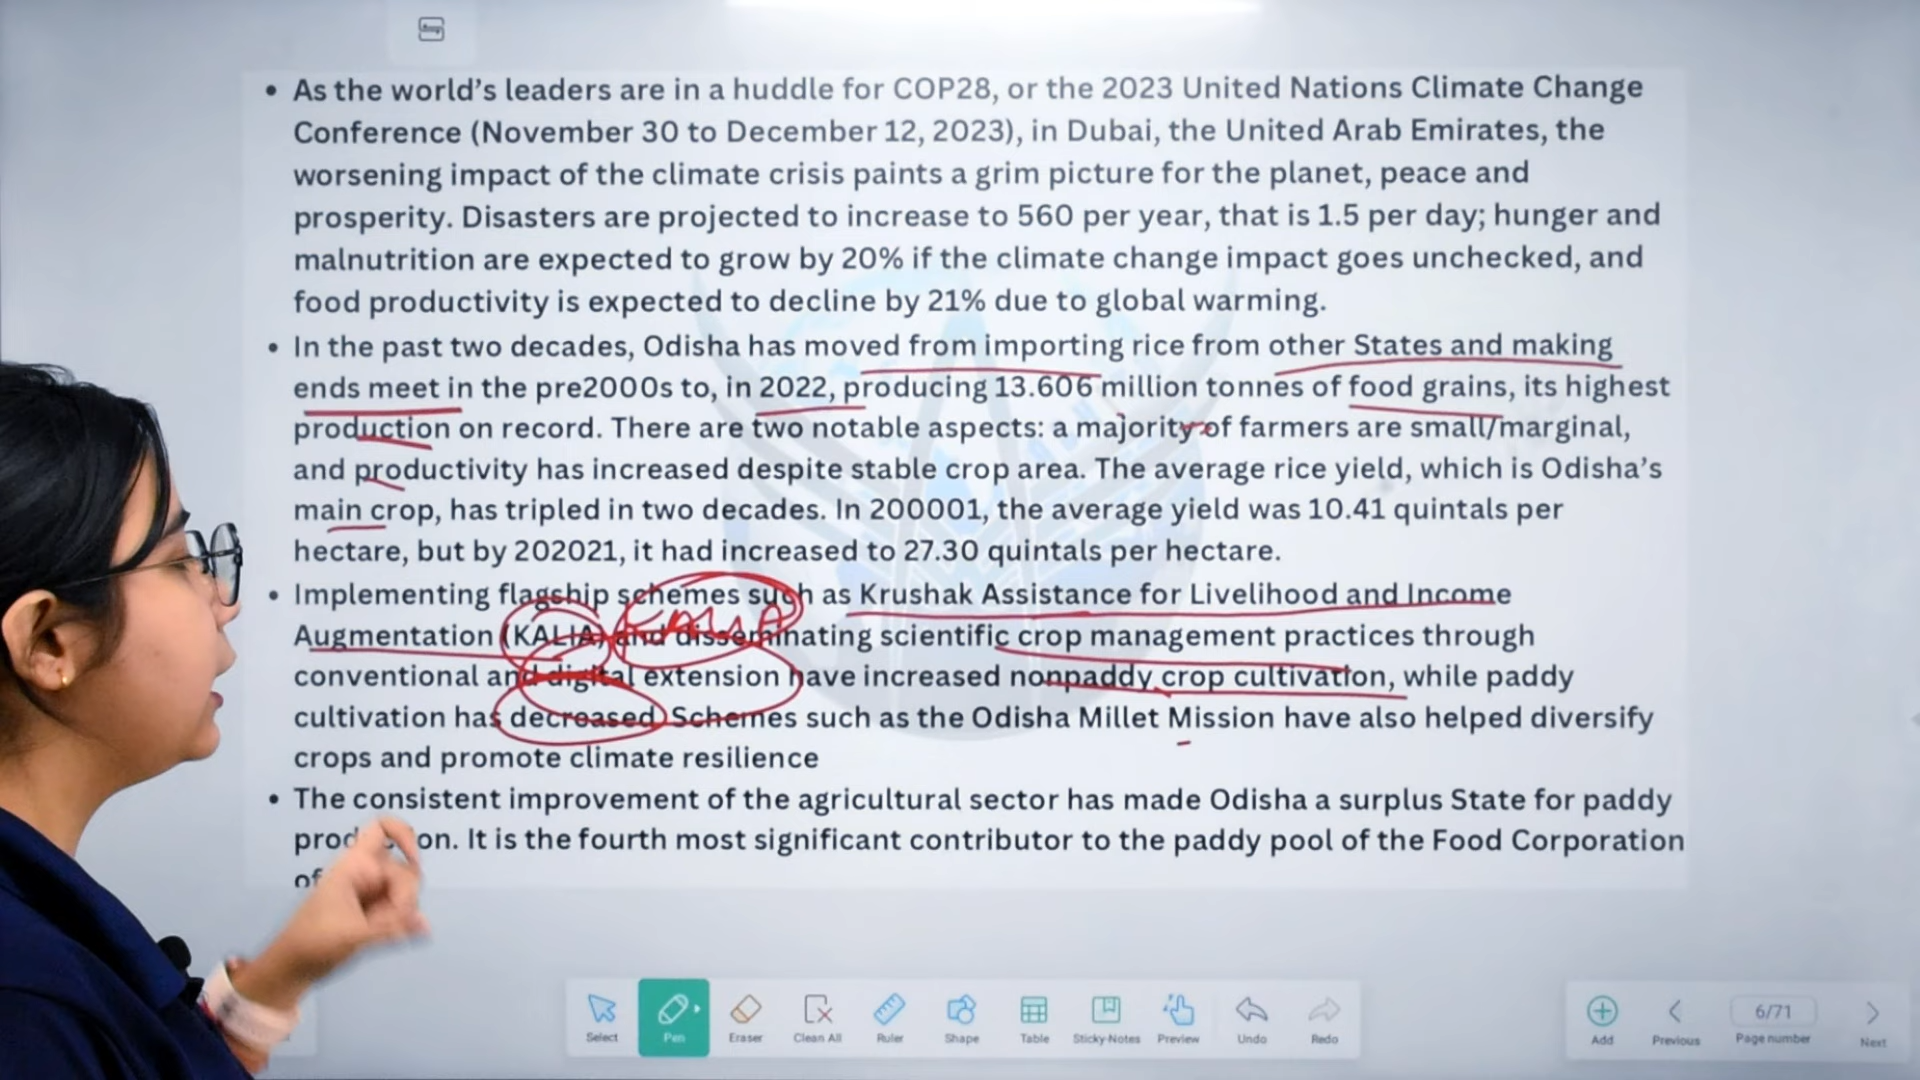 • As the world's leaders are in a huddle for COP28, or the 2023 United Nations Climate Change
Conference (November 30 to December 12, 2023), in Dubai, the United Arab Emirates, the
worsening impact of the climate crisis paints a grim picture for the planet, peace and
prosperity. Disasters are projected to increase to 560 per year, that is 1.5 per day; hunger and
malnutrition are expected to grow by 20% if the climate change impact goes unchecked, and
food productivity is expected to decline by 21% due to global warming.
• In the past two decades, Odisha has moved from importing rice from other States and making
ends meet in the pre2000s to, in 2022, producing 13.606 million tonnes of food grains, its highest
production on record. There are two notable aspects: a majority of farmers are small/marginal,
and productivity has increased despite stable crop area. The average rice yield, which is Odisha's
main crop, has tripled in two decades. In 200001, the average yield was 10.41 quintals per
hectare, but by 202021, it had increased to 27.30 quintals per hectare.
• Implementing flagship schemes such as Krushak Assistance for Livelihood and Income
KALIA
Augmentation (KALIA) and disseminating scientific crop management practices through
conventional and digital extension have increased nonpaddy crop cultivation, while paddy
cultivation has decreased Schemes such as the Odisha Millet Mission have also helped diversify
crops and promote climate resilience
• The consistent improvement of the agricultural sector has made Odisha a surplus State for paddy
on. It is the fourth most significant contributor to the paddy pool of the Food Corporation
of
Select Pen Eraser Clean All Ruler Shape Table Sticky-Notes Preview Undo Redo
6/71
Add Previous Page number Next